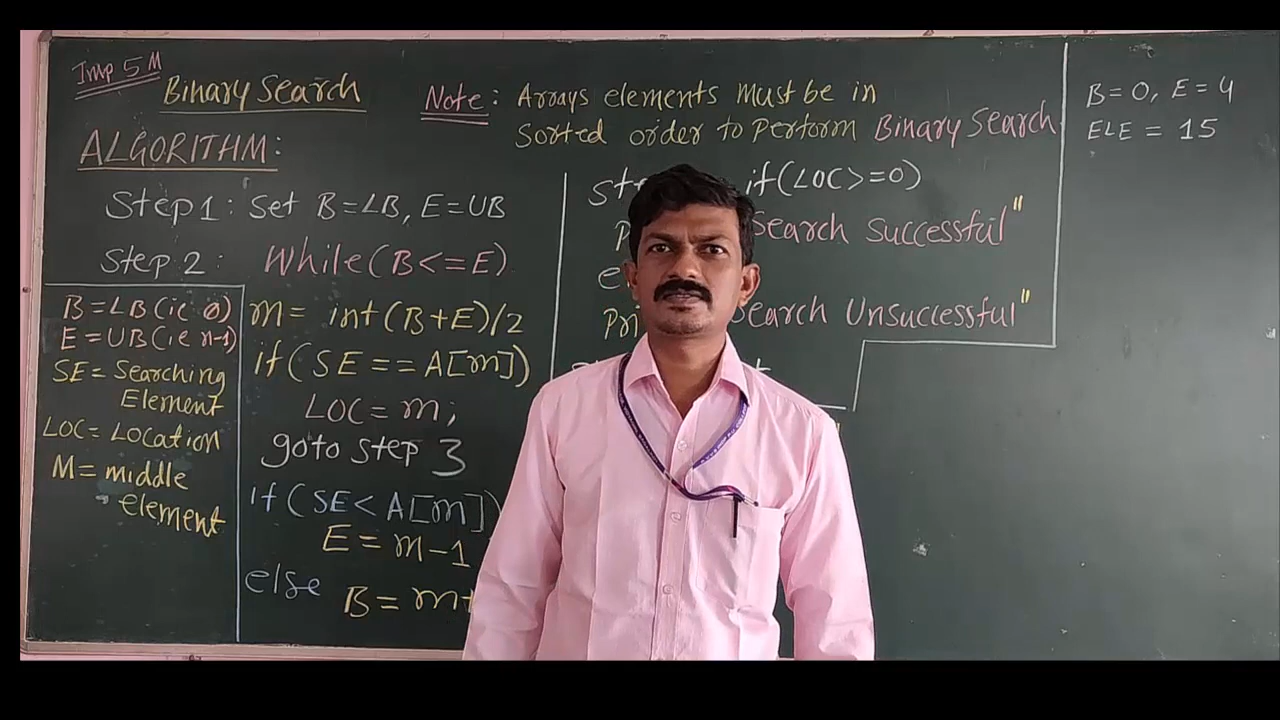 Imp 5 M
Binary Search
Note: Arrays elements Must be in
Sorted order to Perform Binary Search
ALGORITHM:
Step 1: Set B=LB, E=UB
Step 2: While(B<=E)
B=LB(ie 0)
E=UB(ie n-1)
SE=Searching
Element
LOC=Location
M=middle
element
m= int(B+E)/2
if(SE==A[m])
LOC=m;
goto step 3
if(SE<A[m])
E=m-1
else B=m+
if(LOC>=0)
Search Successful"
Search Unsuccessful"
B=0, E=4
ELE=15